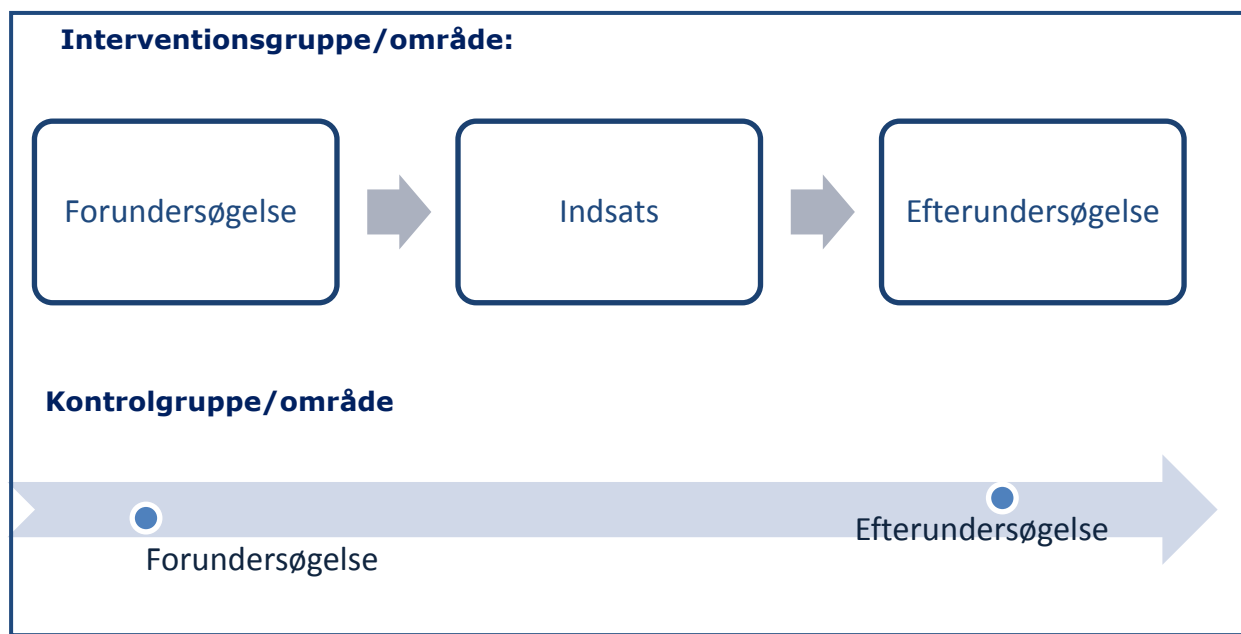 Interventionsgruppe/område:
Forundersøgelse
Indsats
Efterundersøgelse
Kontrolgruppe/område
Forundersøgelse
Efterundersøgelse